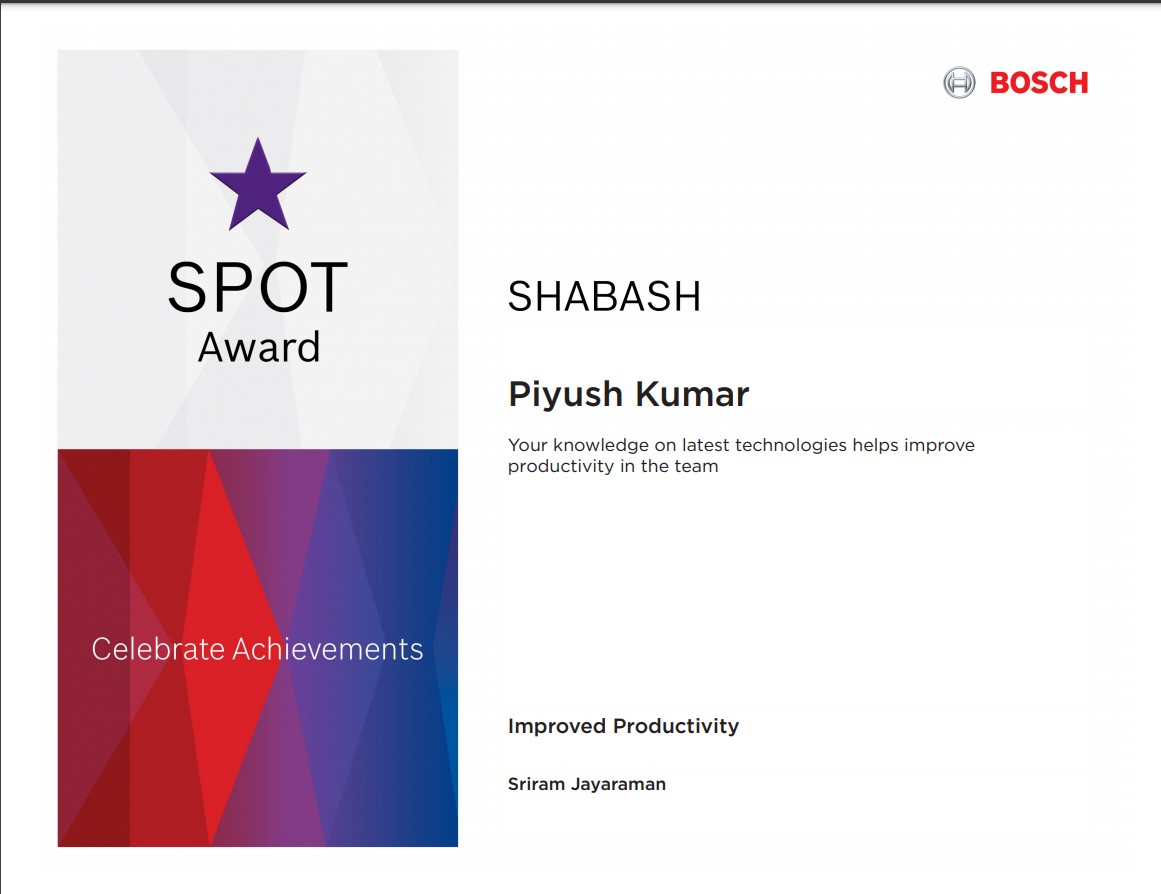 SPOT
Award
Celebrate Achievements
BOSCH
SHABASH
Piyush Kumar
Your knowledge on latest technologies helps improve
productivity in the team
Improved Productivity
Sriram Jayaraman